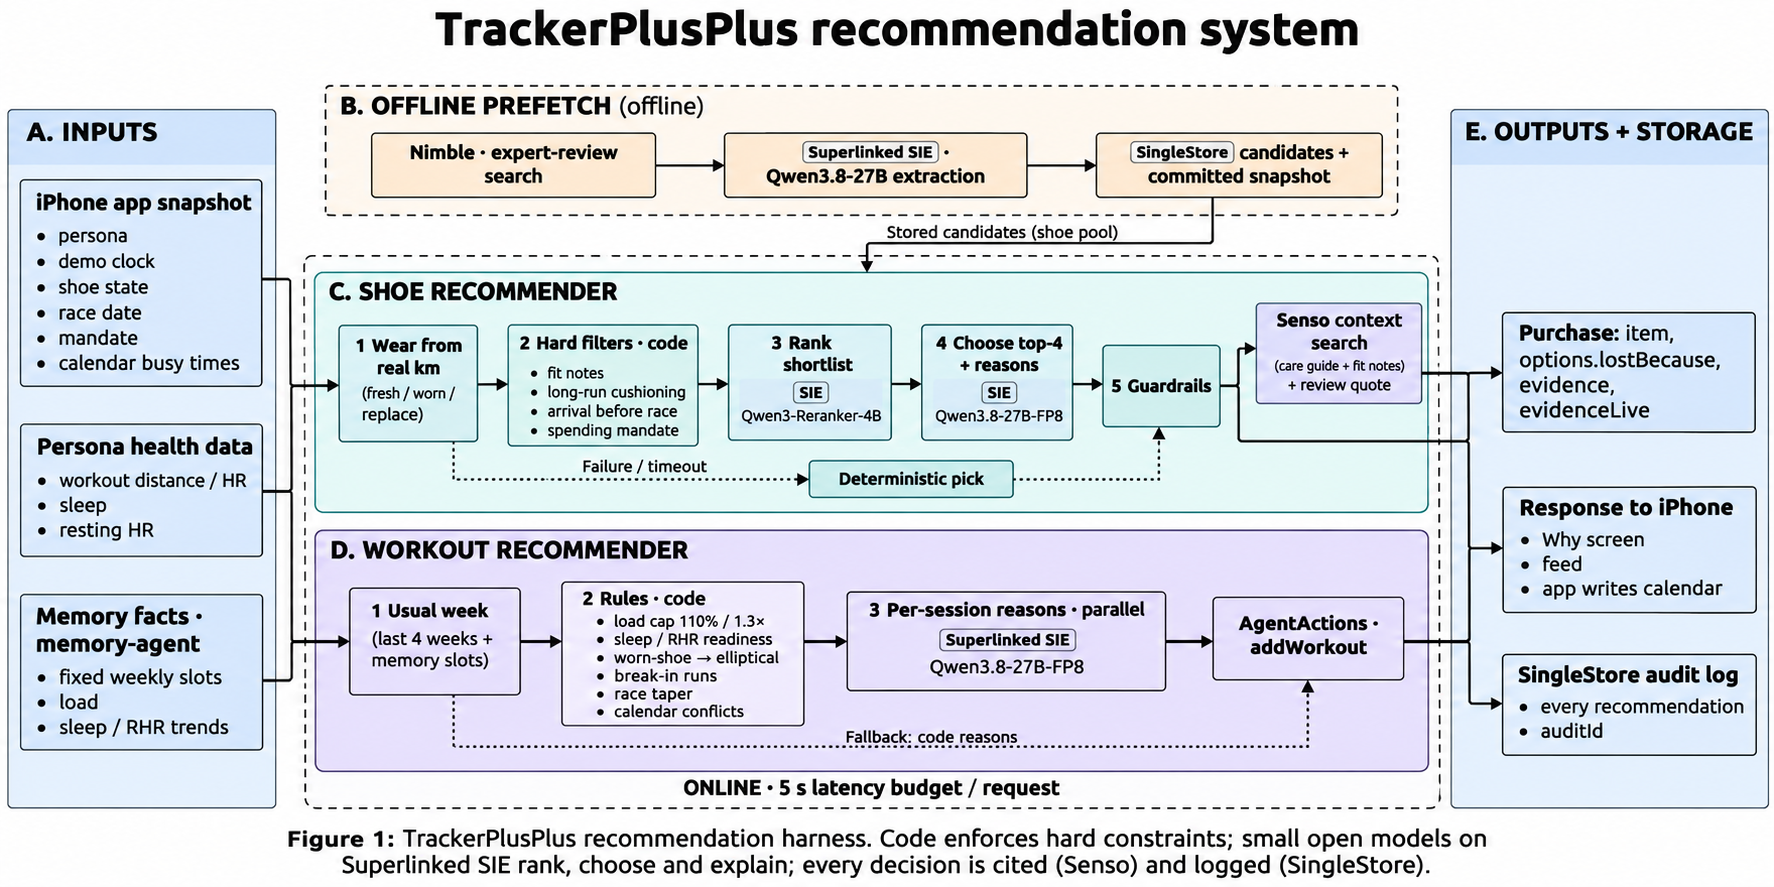 TrackerPlusPlus recommendation system
A. INPUTS
iPhone app snapshot
• persona
• demo clock
• shoe state
• race date
• mandate
• calendar busy times
Persona health data
• workout distance / HR
• sleep
• resting HR
Memory facts ·
memory-agent
• fixed weekly slots
• load
• sleep / RHR trends
B. OFFLINE PREFETCH (offline)
Nimble · expert-review
search
Superlinked SIE ·
Qwen3.8-27B extraction
SingleStore candidates +
committed snapshot
Stored candidates (shoe pool)
C. SHOE RECOMMENDER
1 Wear from
real km
(fresh / worn /
replace)
2 Hard filters · code
• fit notes
• long-run cushioning
• arrival before race
• spending mandate
3 Rank
shortlist
SIE
Qwen3-Reranker-4B
4 Choose top-4
+ reasons
SIE
Qwen3.8-27B-FP8
5 Guardrails
Senso context
search
(care guide + fit notes)
+ review quote
Failure / timeout
Deterministic pick
D. WORKOUT RECOMMENDER
1 Usual week
(last 4 weeks +
memory slots)
2 Rules · code
• load cap 110% / 1.3×
• sleep / RHR readiness
• worn-shoe → elliptical
• break-in runs
• race taper
• calendar conflicts
3 Per-session reasons · parallel
Superlinked SIE
Qwen3.8-27B-FP8
AgentActions ·
addWorkout
Fallback: code reasons
ONLINE · 5 s latency budget / request
E. OUTPUTS + STORAGE
Purchase: item,
options.lostBecause,
evidence,
evidenceLive
Response to iPhone
• Why screen
• feed
• app writes calendar
SingleStore audit log
• every recommendation
• auditId
Figure 1: TrackerPlusPlus recommendation harness. Code enforces hard constraints; small open models on
Superlinked SIE rank, choose and explain; every decision is cited (Senso) and logged (SingleStore).